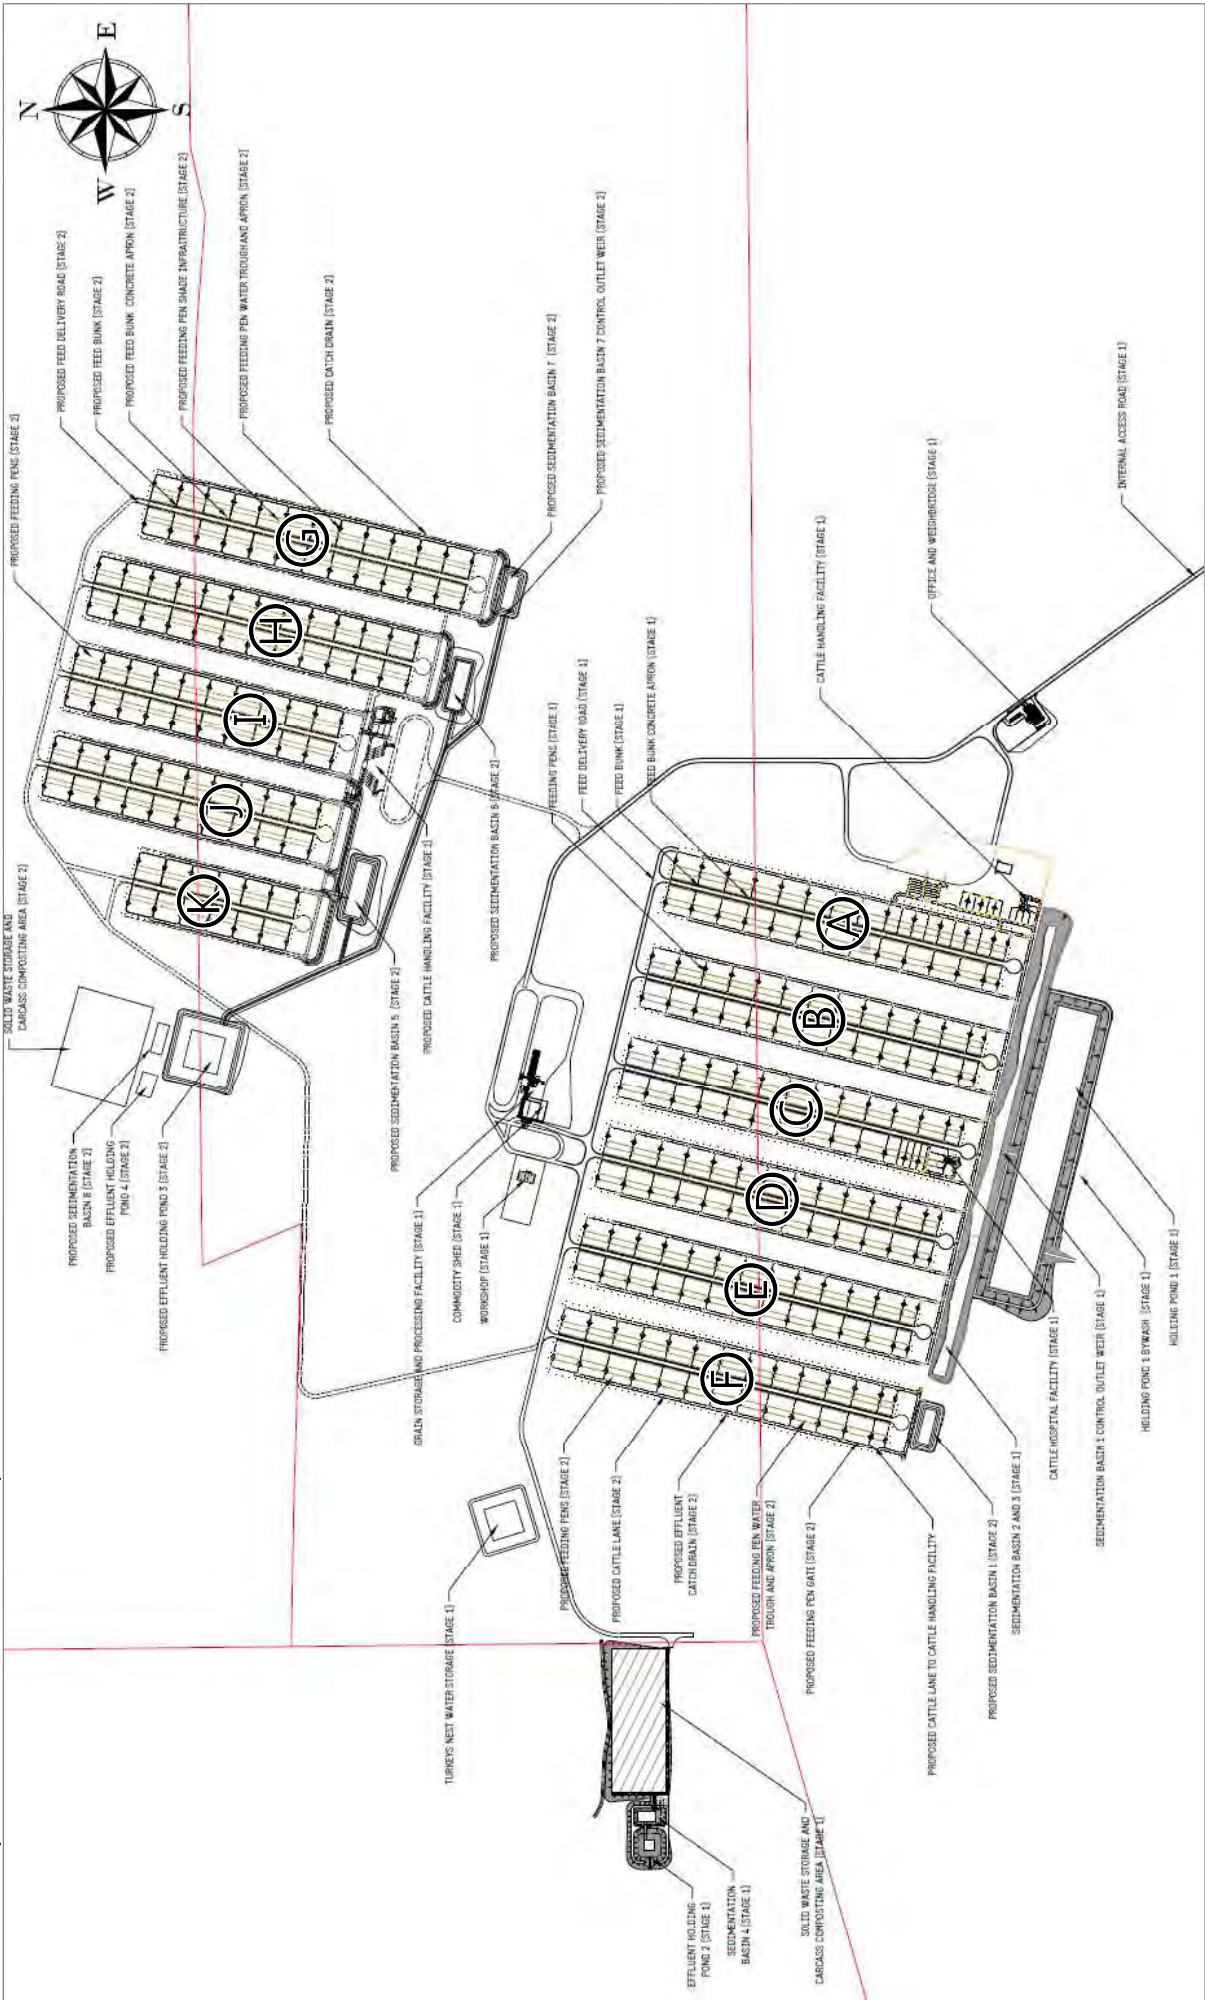 N
E
S
W
SOLID WASTE STORAGE AND
CARCASS COMPOSTING AREA (STAGE 2)
PROPOSED FEEDING PENS (STAGE 2)
PROPOSED FEED DELIVERY ROAD (STAGE 2)
PROPOSED FEED BUNK (STAGE 2)
PROPOSED FEED BUNK CONCRETE APRON (STAGE 2)
PROPOSED FEEDING PEN SHADE INFRAITRUCTURE (STAGE 2)
PROPOSED FEEDING PEN WATER TROUGH AND APRON (STAGE 2)
PROPOSED CATCH DRAIN (STAGE 2)
PROPOSED SEDIMENTATION BASIN 7 (STAGE 2)
PROPOSED SEDIMENTATION BASIN 7 CONTROL OUTLET WEIR (STAGE 2)
G
H
I
J
K
PROPOSED SEDIMENTATION
BASIN 8 (STAGE 2)
PROPOSED EFFLUENT HOLDING
POND 4 (STAGE 2)
PROPOSED EFFLUENT HOLDING POND 3 (STAGE 2)
PROPOSED SEDIMENTATION BASIN 5 (STAGE 2)
PROPOSED CATTLE HANDLING FACILITY (STAGE 2)
PROPOSED SEDIMENTATION BASIN 6 (STAGE 2)
GRAIN STORAGE AND PROCESSING FACILITY (STAGE 1)
COMMODITY SHED (STAGE 1)
WORKSHOP (STAGE 1)
FEEDING PENS (STAGE 1)
FEED DELIVERY ROAD (STAGE 1)
FEED BUNK (STAGE 1)
FEED BUNK CONCRETE APRON (STAGE 1)
CATTLE HANDLING FACILITY (STAGE 1)
OFFICE AND WEIGHBRIDGE (STAGE 1)
INTERNAL ACCESS ROAD (STAGE 1)
A
B
C
D
E
F
TURKEYS NEST WATER STORAGE (STAGE 1)
PROPOSED FEEDING PENS (STAGE 2)
PROPOSED CATTLE LANE (STAGE 2)
PROPOSED EFFLUENT
CATCH DRAIN (STAGE 2)
PROPOSED FEEDING PEN WATER
TROUGH AND APRON (STAGE 2)
PROPOSED FEEDING PEN GATE (STAGE 2)
PROPOSED CATTLE LANE TO CATTLE HANDLING FACILITY
PROPOSED SEDIMENTATION BASIN 1 (STAGE 2)
SEDIMENTATION BASIN 2 AND 3 (STAGE 1)
CATTLE HOSPITAL FACILITY (STAGE 1)
SEDIMENTATION BASIN 1 CONTROL OUTLET WEIR (STAGE 1)
HOLDING POND 1 BYWASH (STAGE 1)
HOLDING POND 1 (STAGE 1)
EFFLUENT HOLDING
POND 2 (STAGE 1)
SEDIMENTATION
BASIN 4 (STAGE 1)
SOLID WASTE STORAGE AND
CARCASS COMPOSTING AREA (STAGE 1)